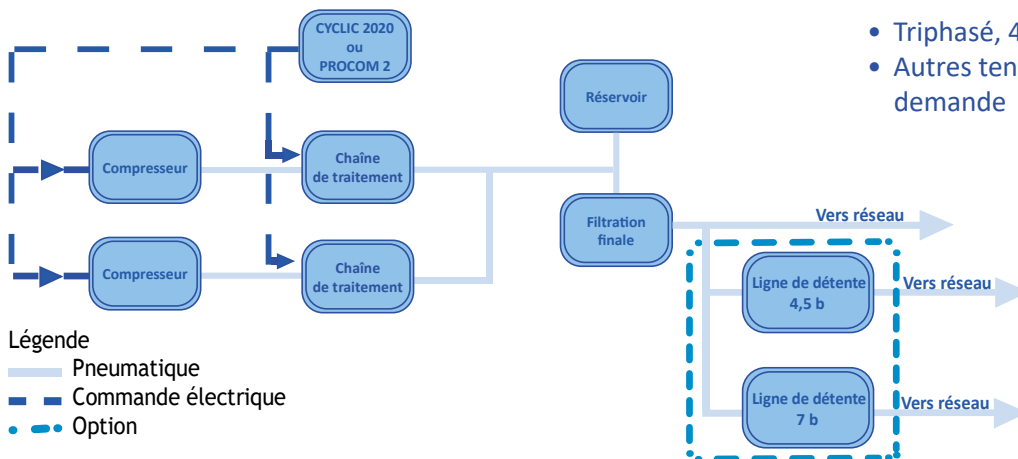 CYCLIC 2020
ou
PROCOM 2
• Triphasé, 4
• Autres ten
demande
Réservoir
Compresseur
Chaîne
de traitement
Filtration
finale
Vers réseau
Compresseur
Chaîne
de traitement
Ligne de détente
4,5 b
Vers réseau
Ligne de détente
7 b
Vers réseau
Légende
Pneumatique
Commande électrique
Option